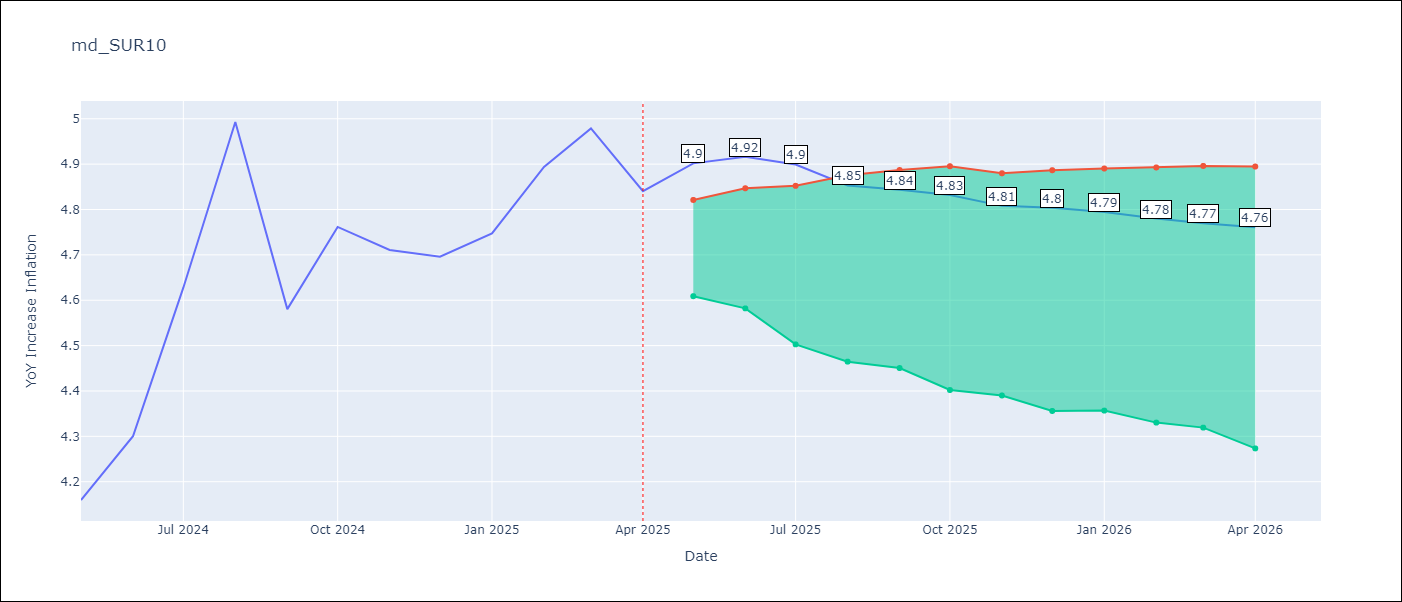 md_SUR10
YoY Increase Inflation
5
4.9
4.8
4.7
4.6
4.5
4.4
4.3
4.2
4.9
4.92
4.9
4.85
4.84
4.83
4.81
4.8
4.79
4.78
4.77
4.76
Jul 2024
Oct 2024
Jan 2025
Apr 2025
Jul 2025
Oct 2025
Jan 2026
Apr 2026
Date